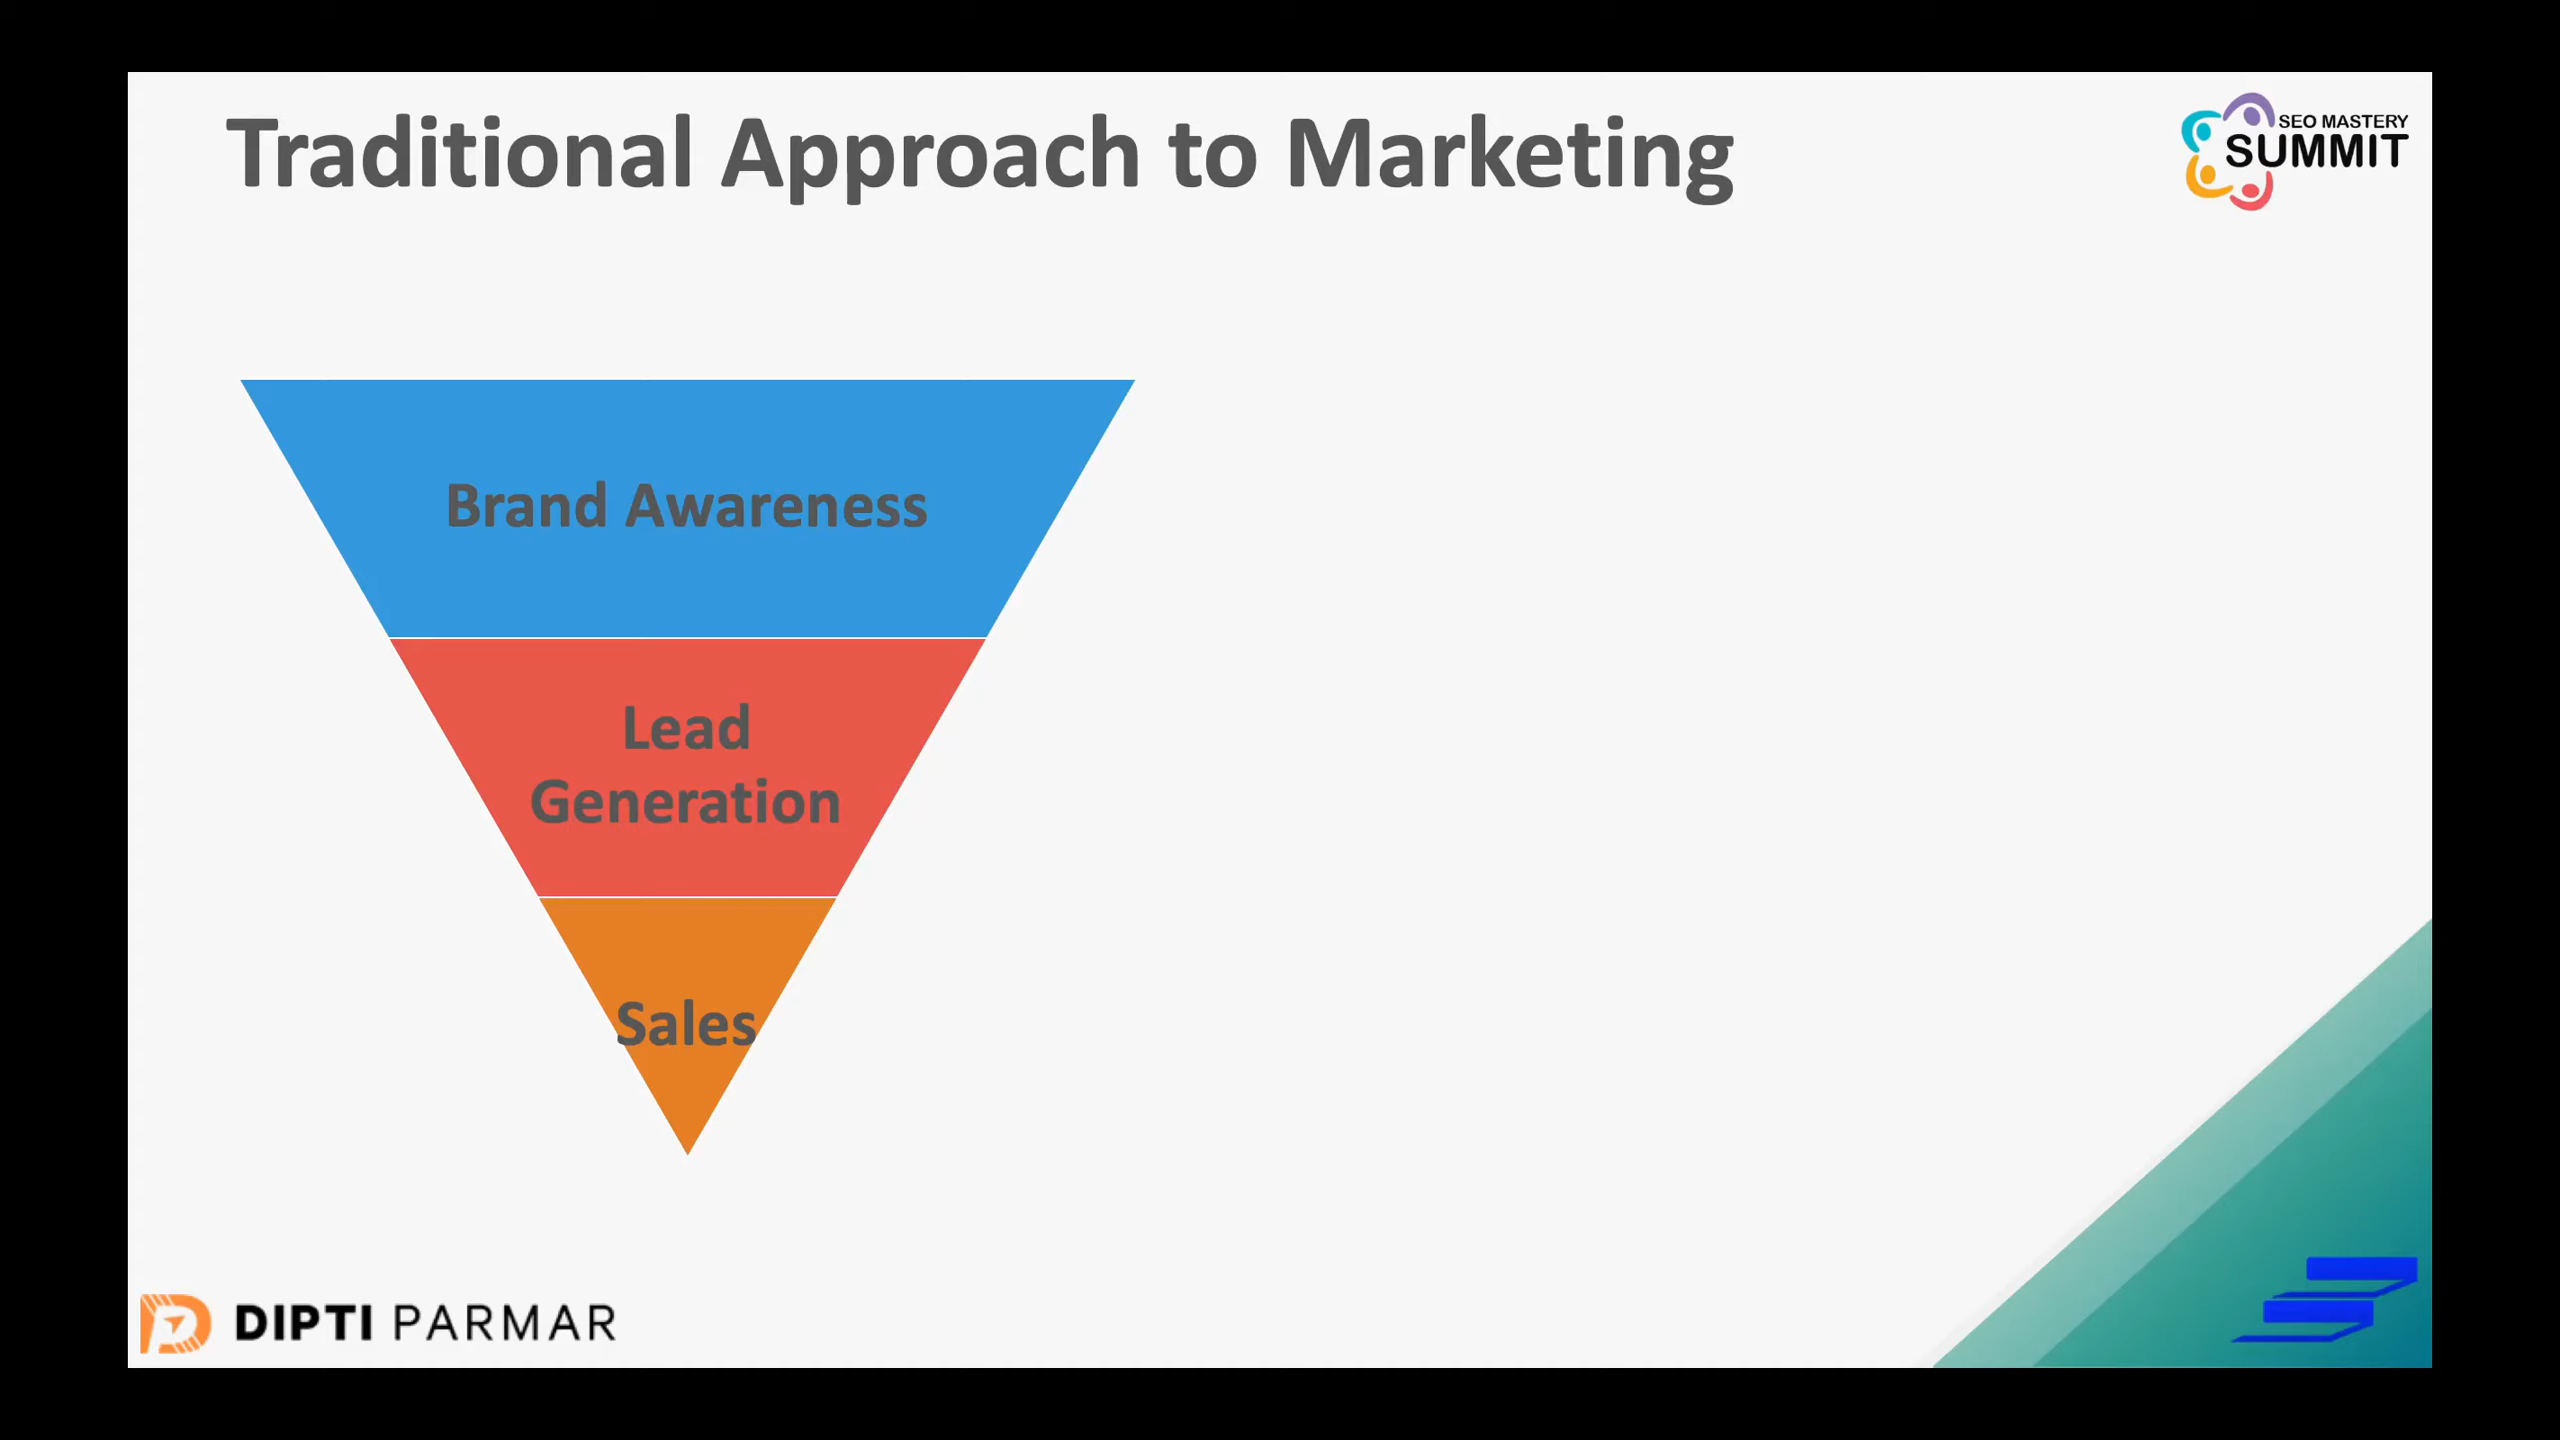 Traditional Approach to Marketing
SEO MASTERY
SUMMIT
Brand Awareness
Lead
Generation
Sales
DIPTI PARMAR